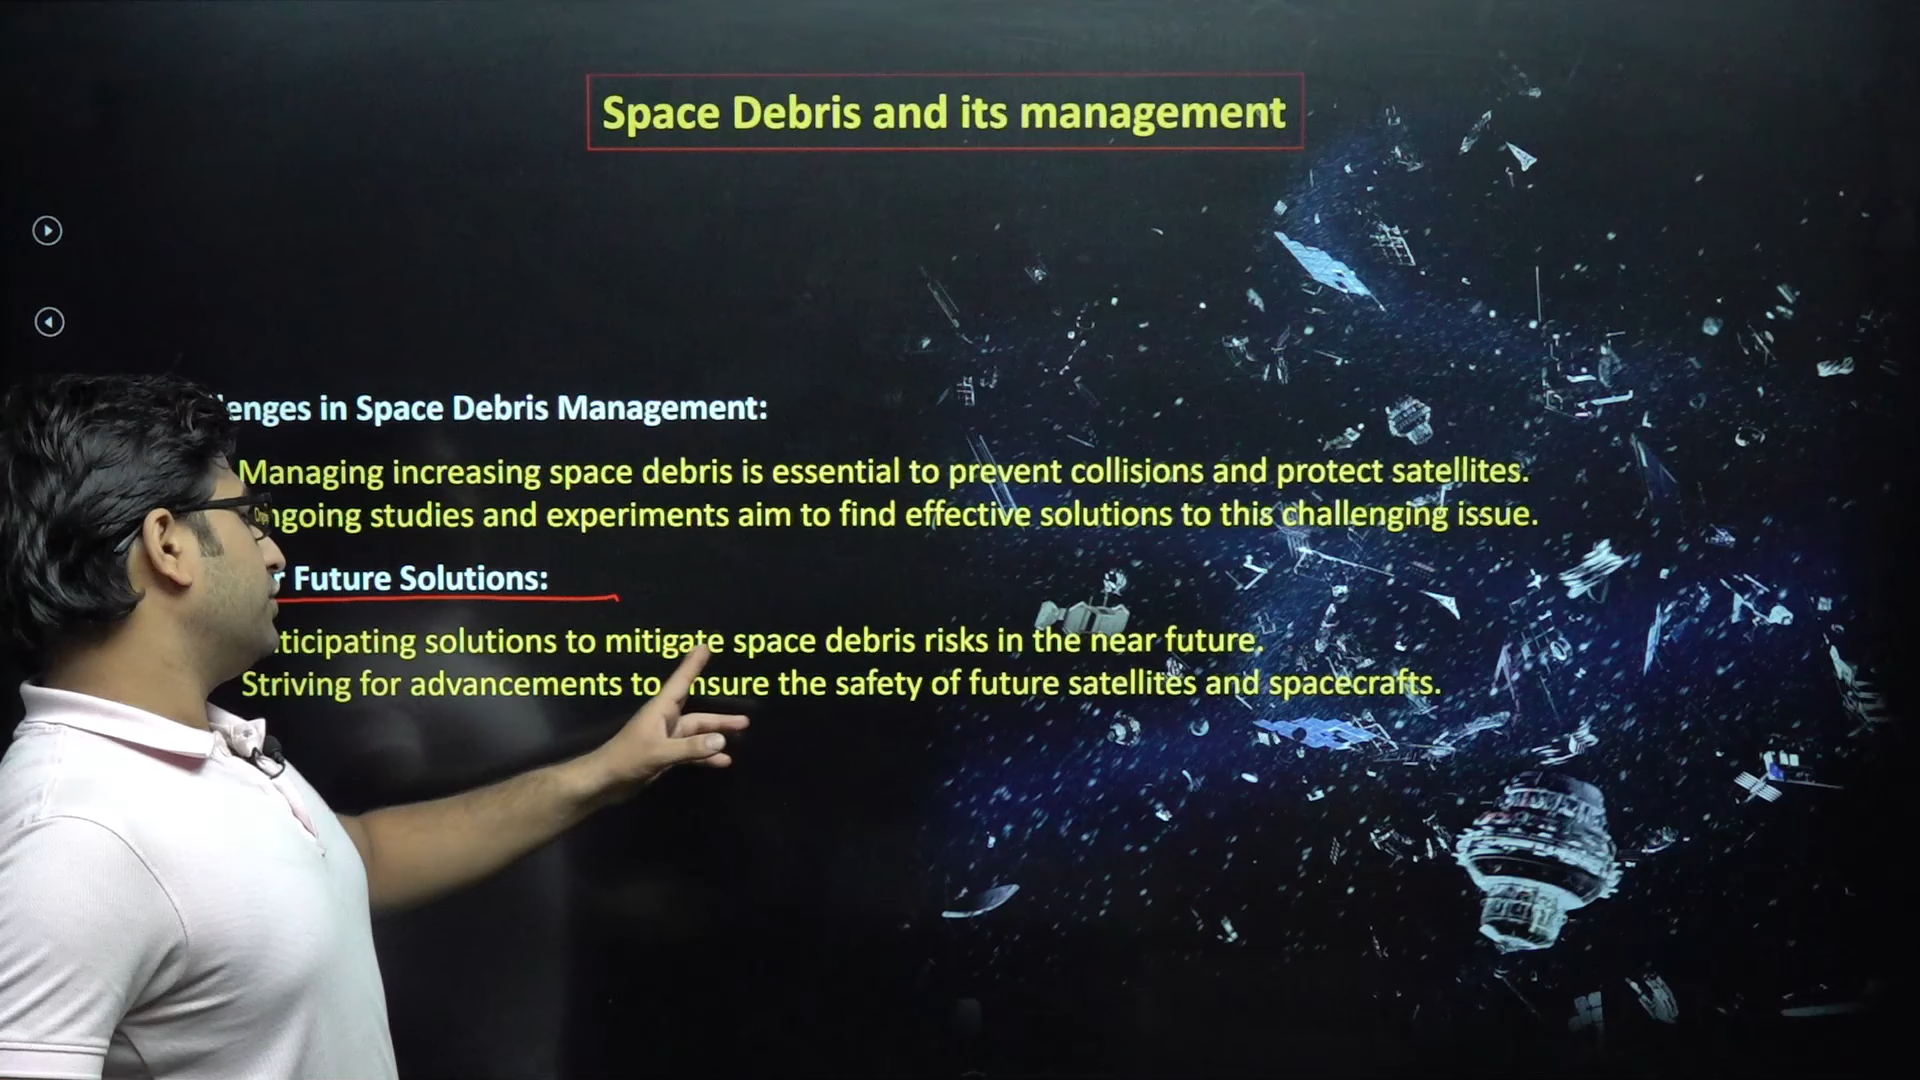 Space Debris and its management
lenges in Space Debris Management:
Managing increasing space debris is essential to prevent collisions and protect satellites.
ngoing studies and experiments aim to find effective solutions to this challenging issue.
r Future Solutions:
ticipating solutions to mitigate space debris risks in the near future.
Striving for advancements to nsure the safety of future satellites and spacecrafts.